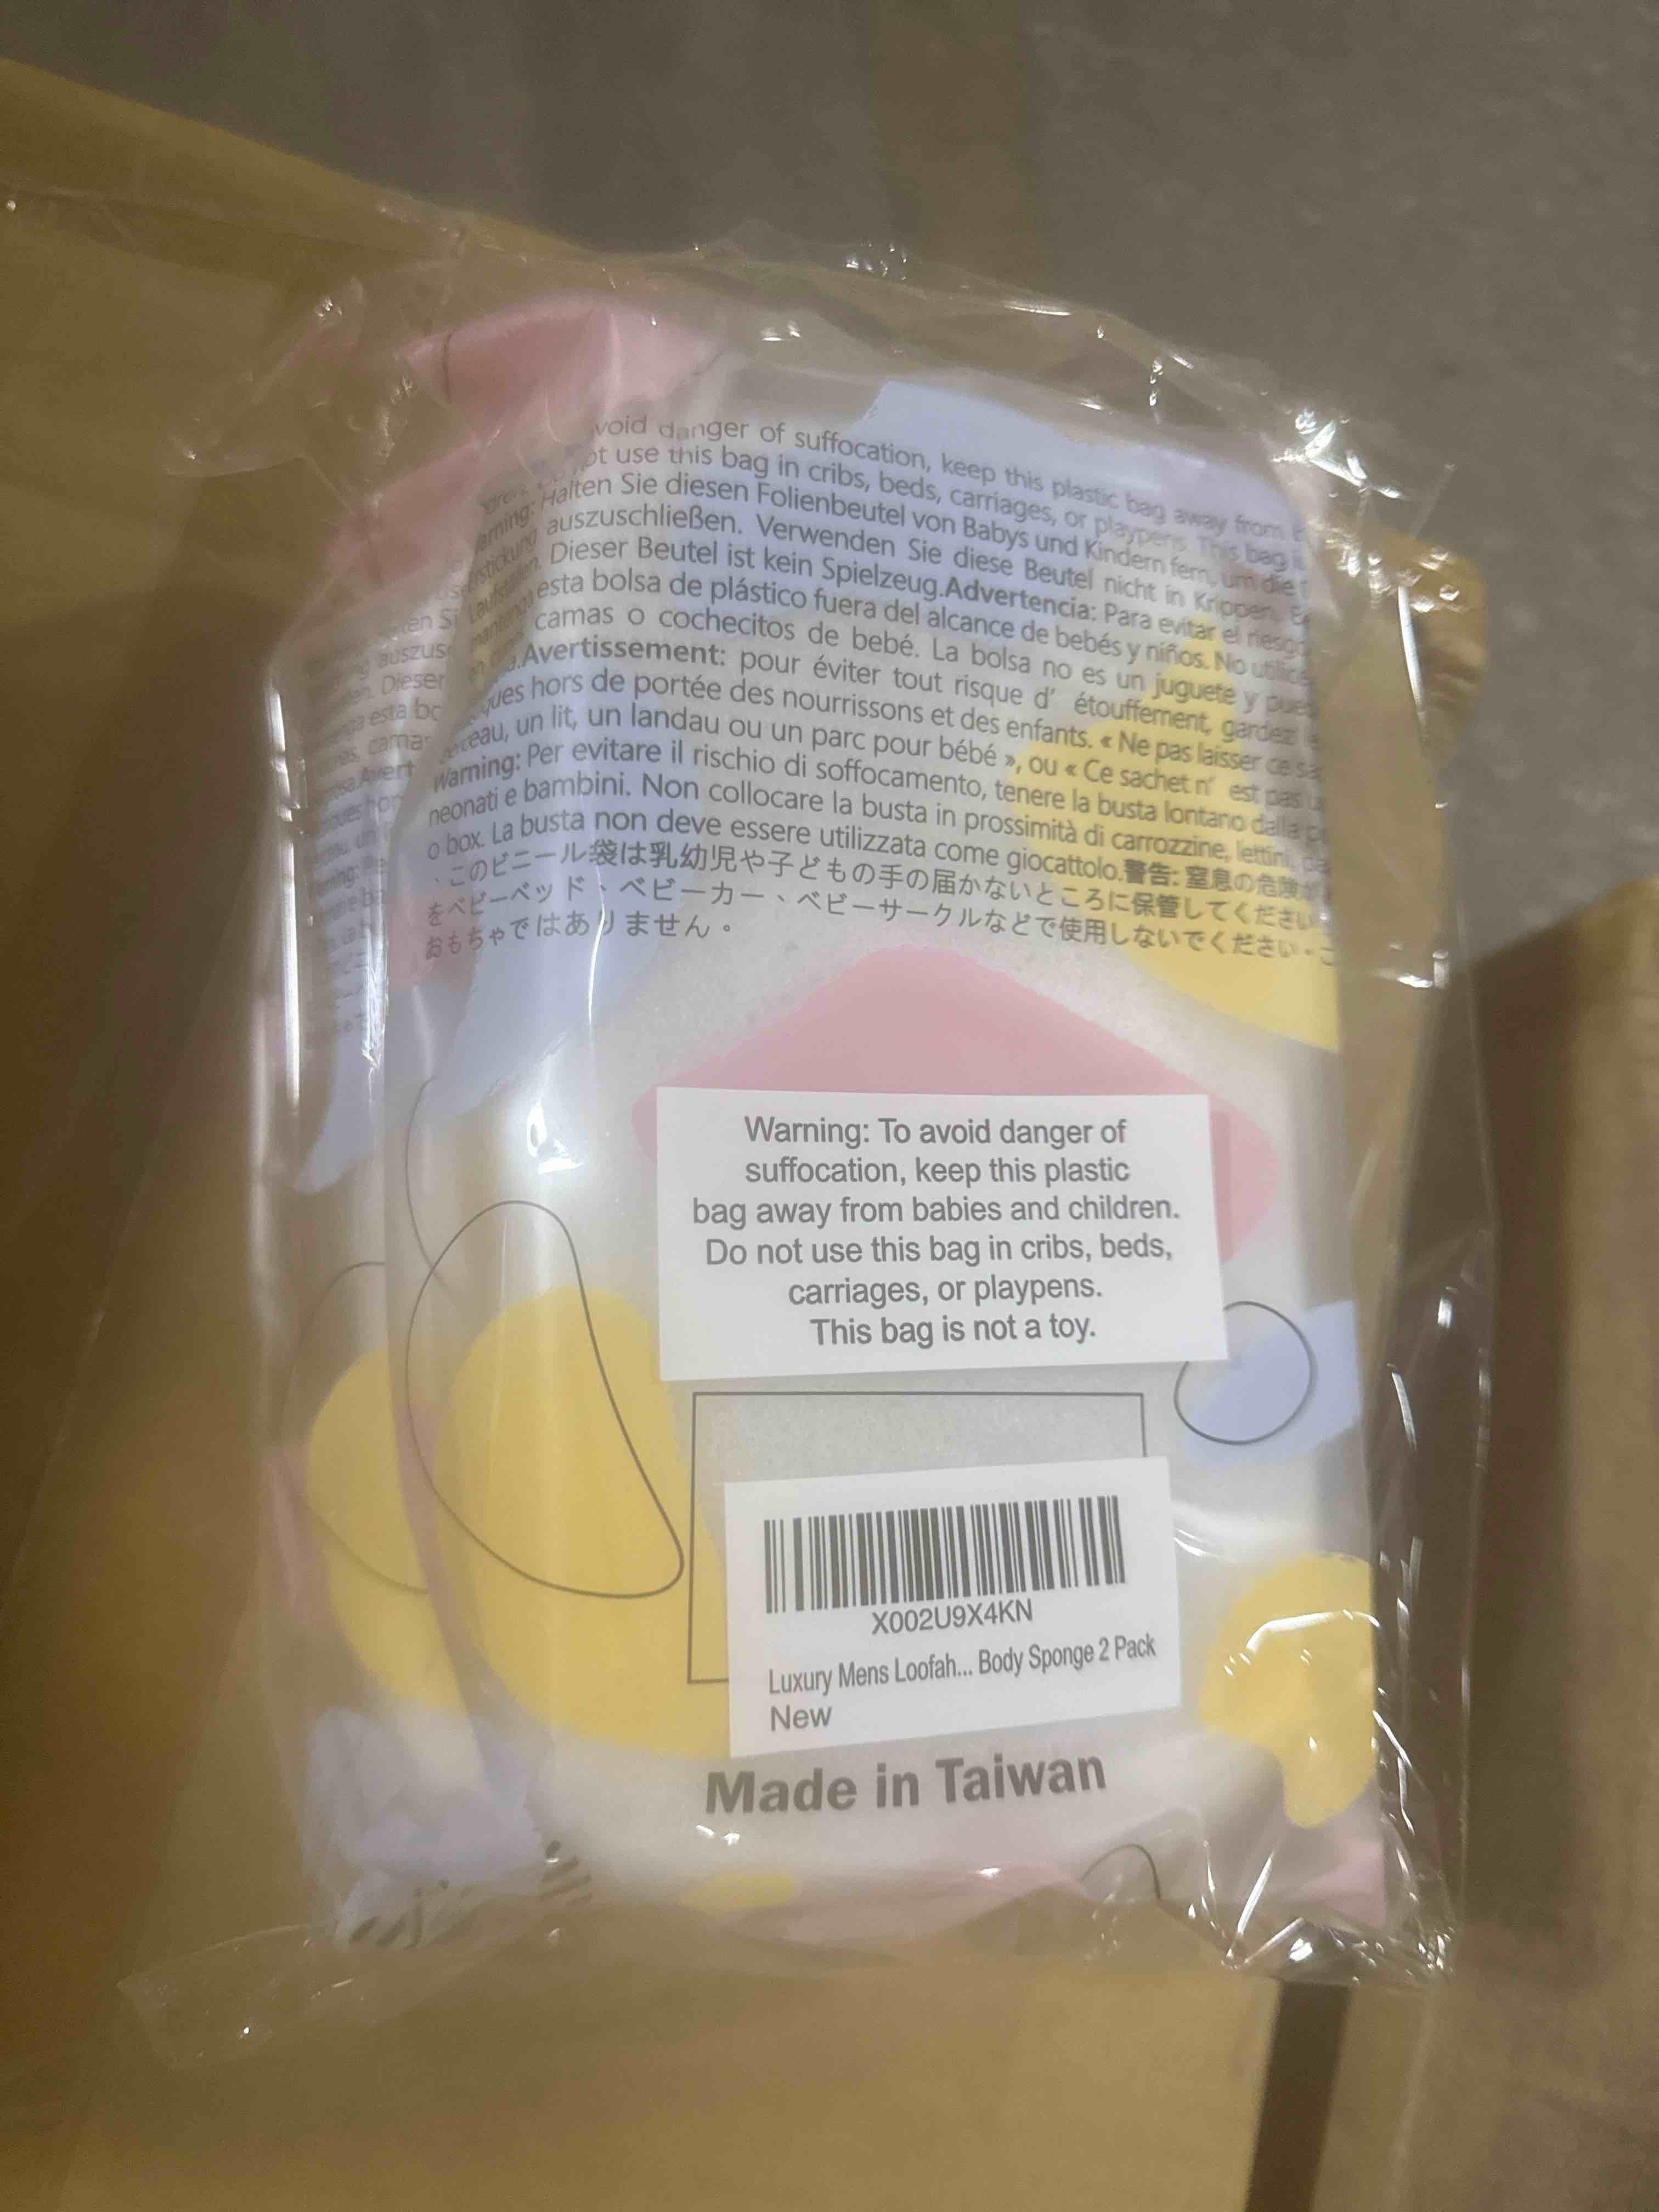 void danger of suffocation, keep this plastic bag away from
ot use this bag in cribs, beds, carriages, or playpens. This bag
arning: Halten Sie diesen Folienbeutel von Babys und Kindern fern, um die
erstickung auszuschließen. Verwenden Sie diese Beutel nicht in Krippen,
Laufställen. Dieser Beutel ist kein Spielzeug.Advertencia: Para evitar el riesgo
mantenga esta bolsa de plástico fuera del alcance de bebés y niños. No utilice
camas o cochecitos de bebé. La bolsa no es un juguete y pued
a.Avertissement: pour éviter tout risque d' étouffement, gardez
ques hors de portée des nourrissons et des enfants. « Ne pas laisser ce sa
ceau, un lit, un landau ou un parc pour bébé », ou « Ce sachet n' est pas
Warning: Per evitare il rischio di soffocamento, tenere la busta lontano dalla
neonati e bambini. Non collocare la busta in prossimità di carrozzine, lettini,
o box. La busta non deve essere utilizzata come giocattolo.警告: 窒息の危険
、このビニール袋は乳幼児や子どもの手の届かないところに保管してください
をベビーベッド、ベビーカー、ベビーサークルなどで使用しないでください。こ
おもちゃではありません。
Warning: To avoid danger of
suffocation, keep this plastic
bag away from babies and children.
Do not use this bag in cribs, beds,
carriages, or playpens.
This bag is not a toy.
X002U9X4KN
Luxury Mens Loofah... Body Sponge 2 Pack
New
Made in Taiwan